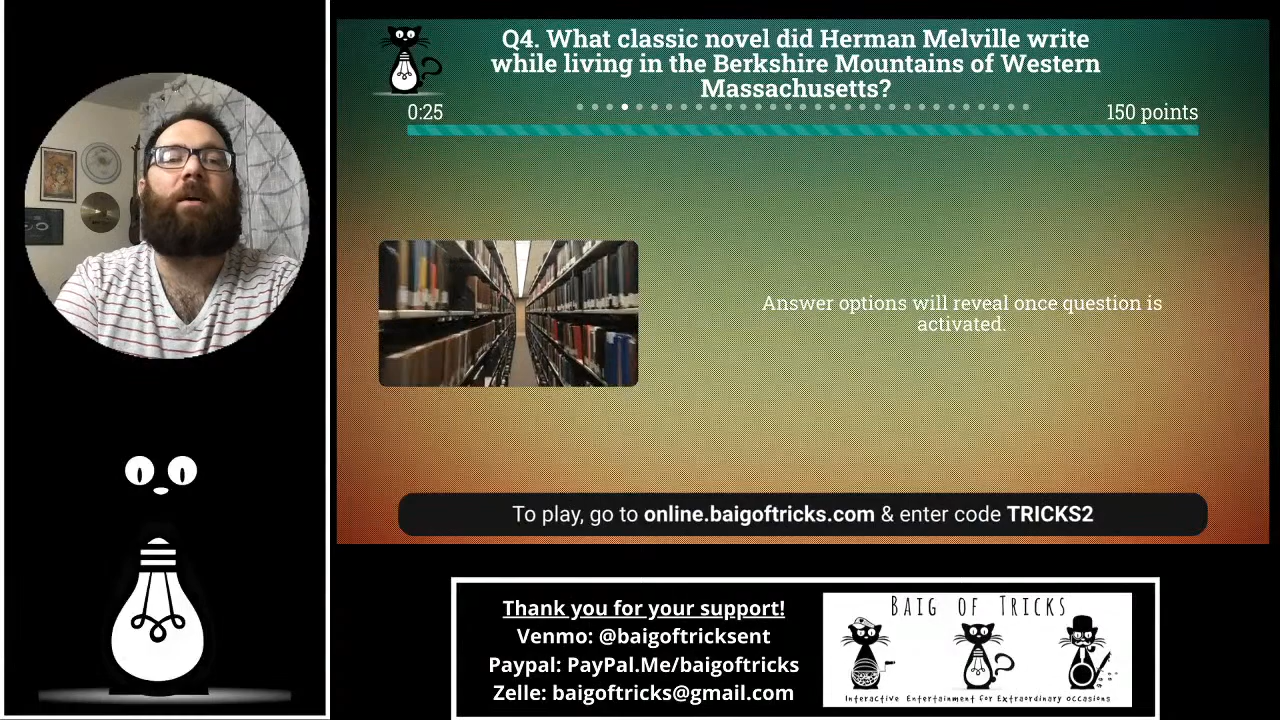 Q4. What classic novel did Herman Melville write
while living in the Berkshire Mountains of Western
Massachusetts?
0:25
150 points
Answer options will reveal once question is
activated.
To play, go to online.baigoftricks.com & enter code TRICKS2
Thank you for your support!
Venmo: @baigoftricksent
Paypal: PayPal.Me/baigoftricks
Zelle: baigoftricks@gmail.com
BAIG OF TRICKS
Interactive Entertainment for Extraordinary occasions